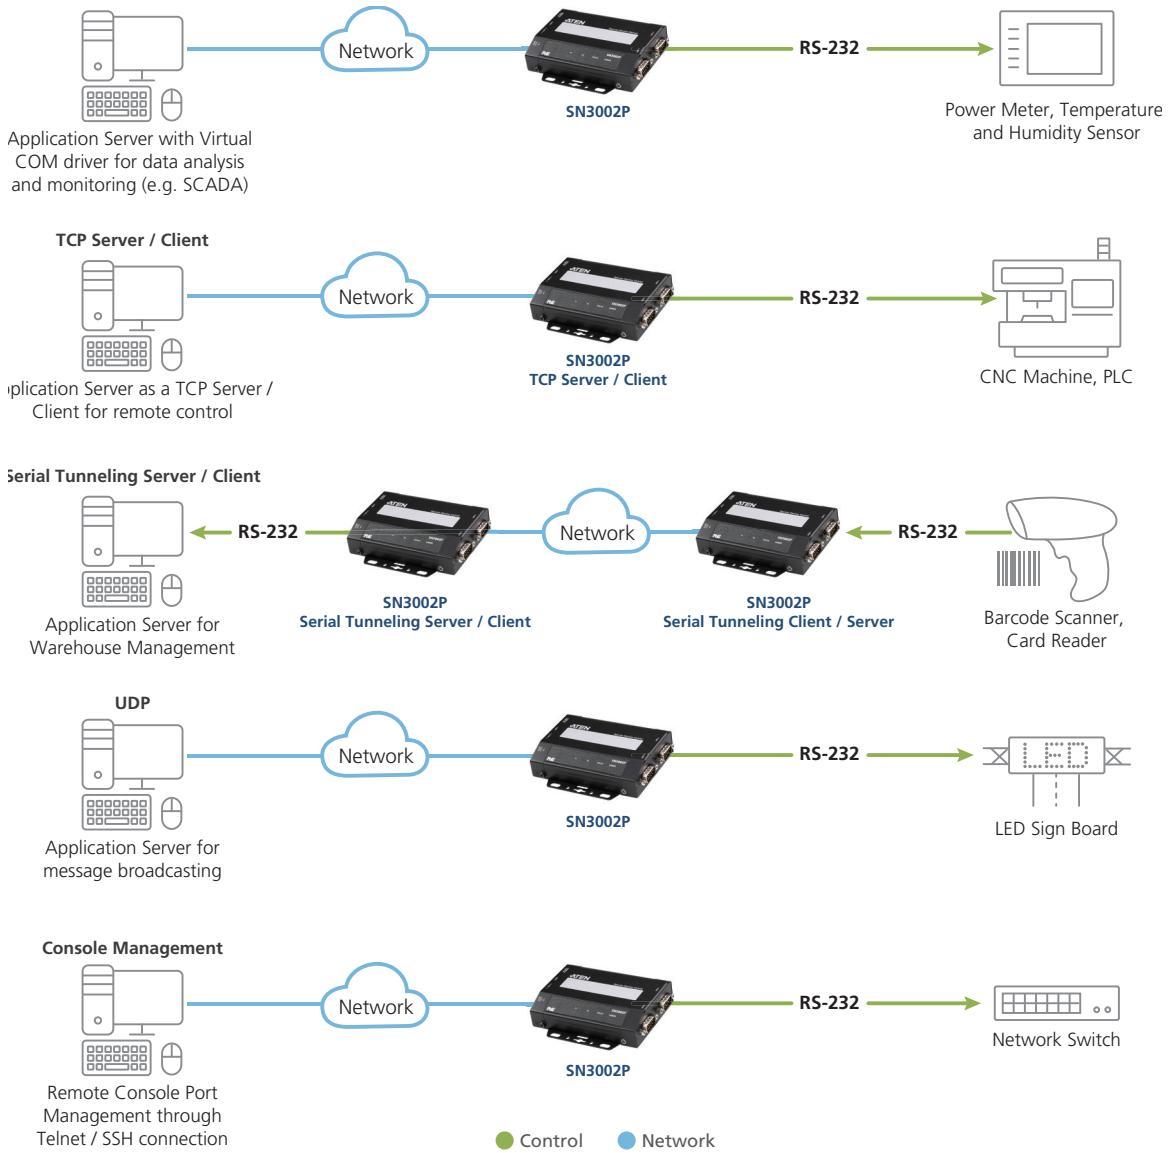 Network
RS-232
SN3002P
Power Meter, Temperature
and Humidity Sensor
Application Server with Virtual
COM driver for data analysis
and monitoring (e.g. SCADA)
TCP Server / Client
Network
ATEN
RS-232
SN3002P
TCP Server / Client
CNC Machine, PLC
plication Server as a TCP Server /
Client for remote control
Serial Tunneling Server / Client
RS-232
ATEN
Network
ATEN
RS-232
SN3002P
Serial Tunneling Server / Client
SN3002P
Serial Tunneling Client / Server
Application Server for
Warehouse Management
Barcode Scanner,
Card Reader
UDP
Network
ATEN
RS-232
LED
SN3002P
LED Sign Board
Application Server for
message broadcasting
Console Management
Network
ATEN
RS-232
SN3002P
Network Switch
Remote Console Port
Management through
Telnet / SSH connection
Control
Network